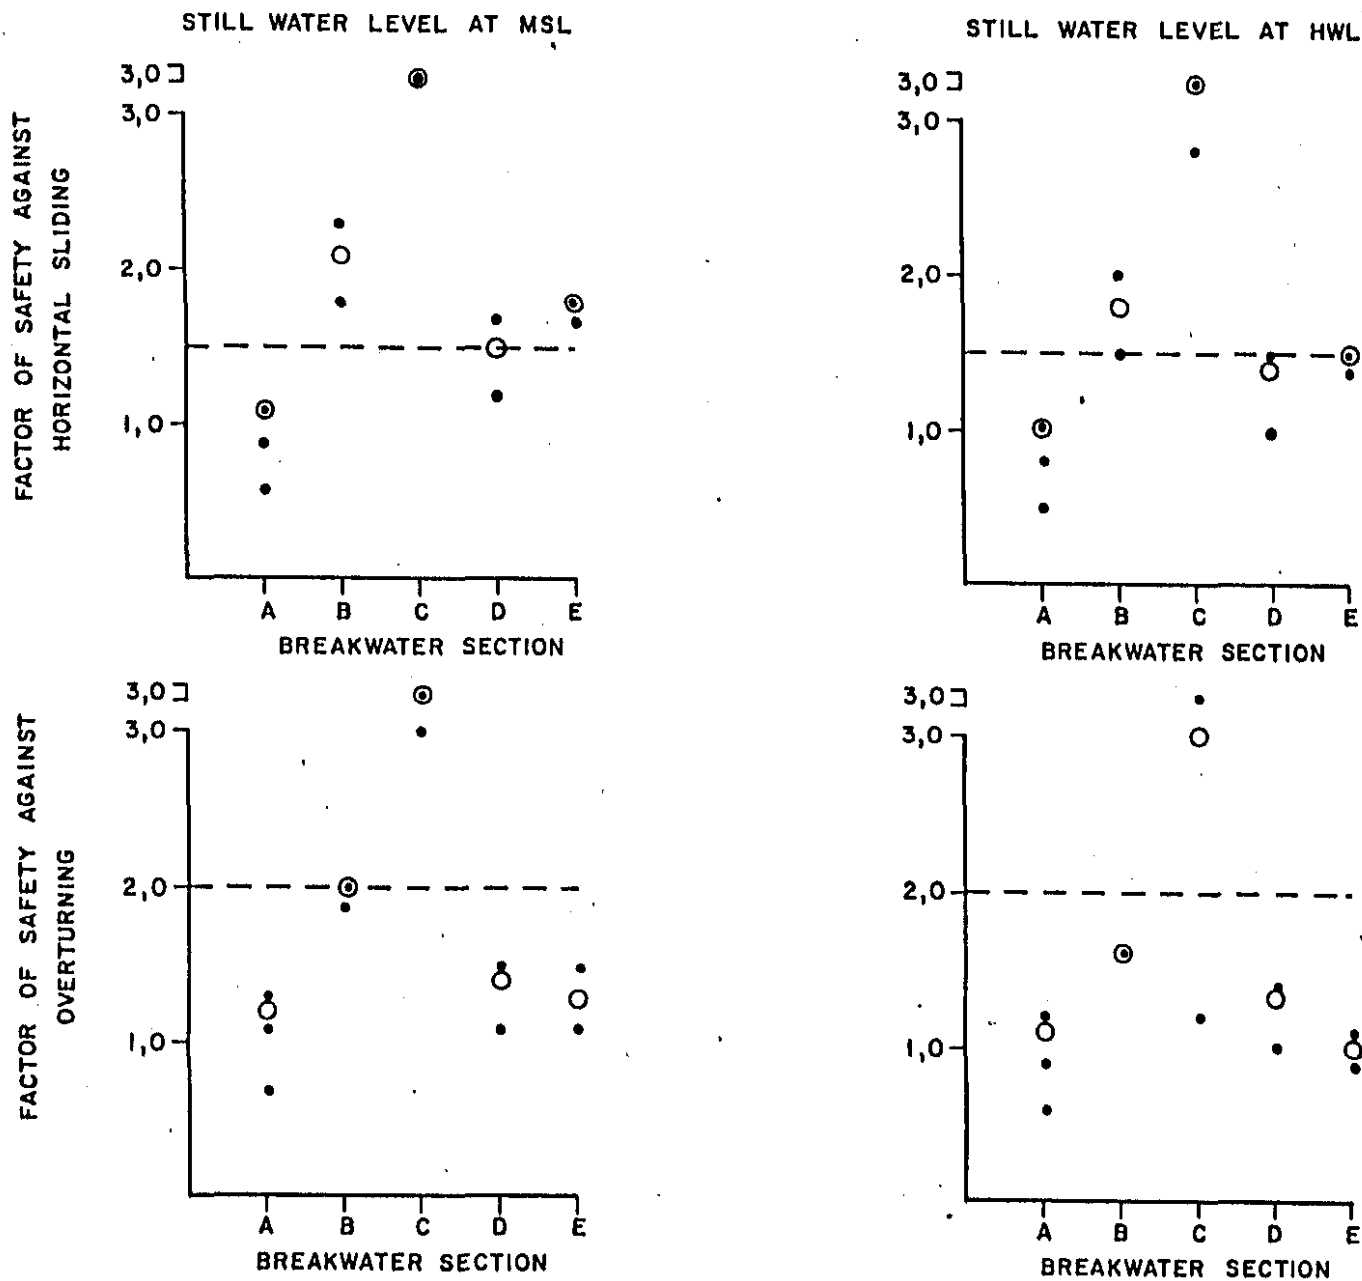 STILL WATER LEVEL AT MSL
FACTOR OF SAFETY AGAINST
HORIZONTAL SLIDING
3,0
3,0
2,0
1,0
A B C D E
BREAKWATER SECTION
STILL WATER LEVEL AT HWL
3,0
3,0
2,0
1,0
A B C D E
BREAKWATER SECTION
FACTOR OF SAFETY AGAINST
OVERTURNING
3,0
3,0
2,0
1,0
A B C D E
BREAKWATER SECTION
3,0
3,0
2,0
1,0
A B C D E
BREAKWATER SECTION